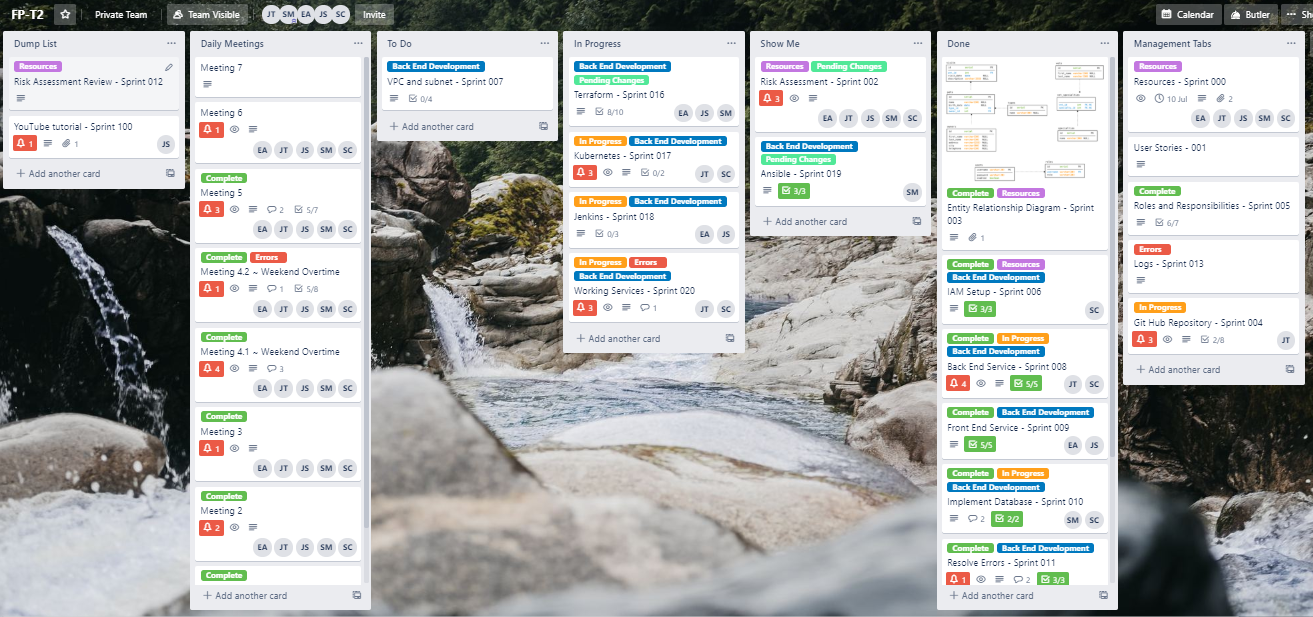 FP-T2
Private Team
Team Visible
JT SM EA JS SC
Invite
Calendar
Butler
Dump List
Resources
Risk Assessment Review - Sprint 012
YouTube tutorial - Sprint 100
1 1 JS
Add another card
Daily Meetings
Meeting 7
Meeting 6
1
EA JT JS SM SC
Complete
Meeting 5
3 2 5/7
EA JT JS SM SC
Complete Errors
Meeting 4.2 ~ Weekend Overtime
1 1 5/8
EA JT JS SM SC
Complete
Meeting 4.1 ~ Weekend Overtime
4 3
EA JT JS SM SC
Complete
Meeting 3
1
EA JT JS SM SC
Complete
Meeting 2
2
EA JT JS SM SC
Complete
Add another card
To Do
Back End Development
VPC and subnet - Sprint 007
0/4
Add another card
In Progress
Back End Development
Pending Changes
Terraform - Sprint 016
8/10 EA JS SM
In Progress Back End Development
Kubernetes - Sprint 017
3 0/2 JT SC
In Progress Back End Development
Jenkins - Sprint 018
0/3 EA JS
In Progress Errors
Back End Development
Working Services - Sprint 020
3 1 JT SC
Add another card
Show Me
Resources Pending Changes
Risk Assessment - Sprint 002
3
EA JT JS SM SC
Back End Development
Pending Changes
Ansible - Sprint 019
3/3 SM
Add another card
Done
Complete Resources
Entity Relationship Diagram - Sprint
003
1
Complete Resources
Back End Development
IAM Setup - Sprint 006
3/3 SC
Complete In Progress
Back End Development
Back End Service - Sprint 008
4 5/5 JT SC
Complete Back End Development
Front End Service - Sprint 009
5/5 EA JS
Complete In Progress
Back End Development
Implement Database - Sprint 010
2 2/2 SM SC
Complete Back End Development
Resolve Errors - Sprint 011
1 2 3/3
Add another card
Management Tabs
Resources
Resources - Sprint 000
10 Jul 2
EA JT JS SM SC
User Stories - 001
Complete
Roles and Responsibilities - Sprint 005
6/7
Errors
Logs - Sprint 013
In Progress
Git Hub Repository - Sprint 004
3 2/8 JT
Add another card